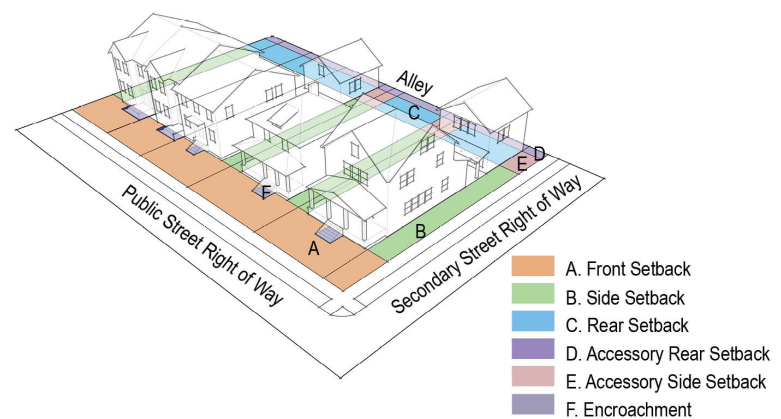 Alley
C
D
E
F
B
A
Public Street Right of Way
Secondary Street Right of Way
A. Front Setback
B. Side Setback
C. Rear Setback
D. Accessory Rear Setback
E. Accessory Side Setback
F. Encroachment